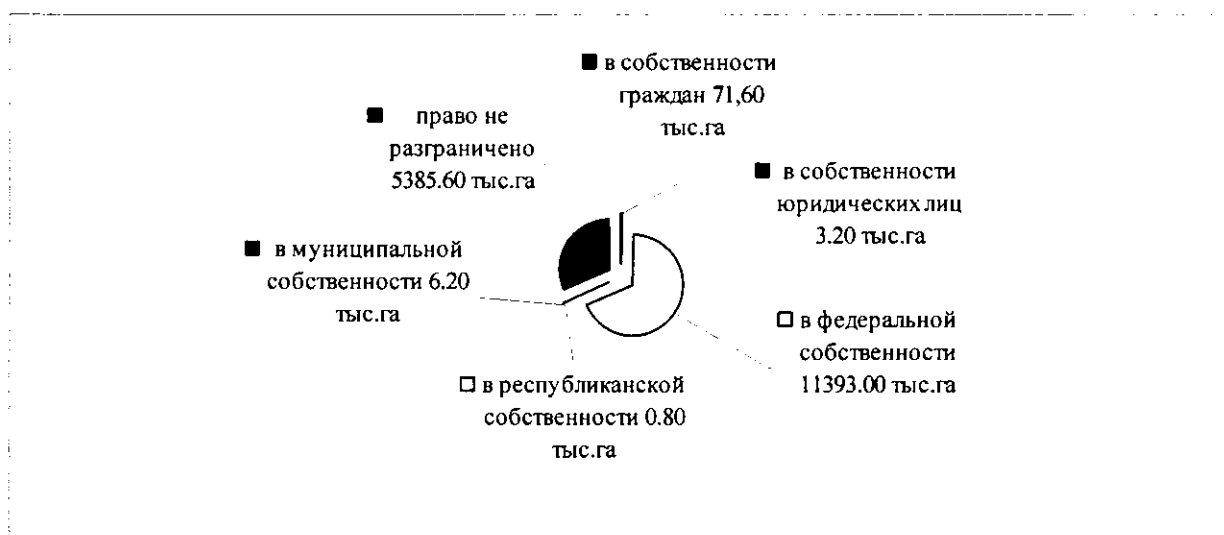 в собственности
граждан 71,60
тыс.га
право не
разграничено
5385.60 тыс.га
в собственности
юридических лиц
3.20 тыс.га
в муниципальной
собственности 6.20
тыс.га
в федеральной
собственности
11393.00 тыс.га
в республиканской
собственности 0.80
тыс.га